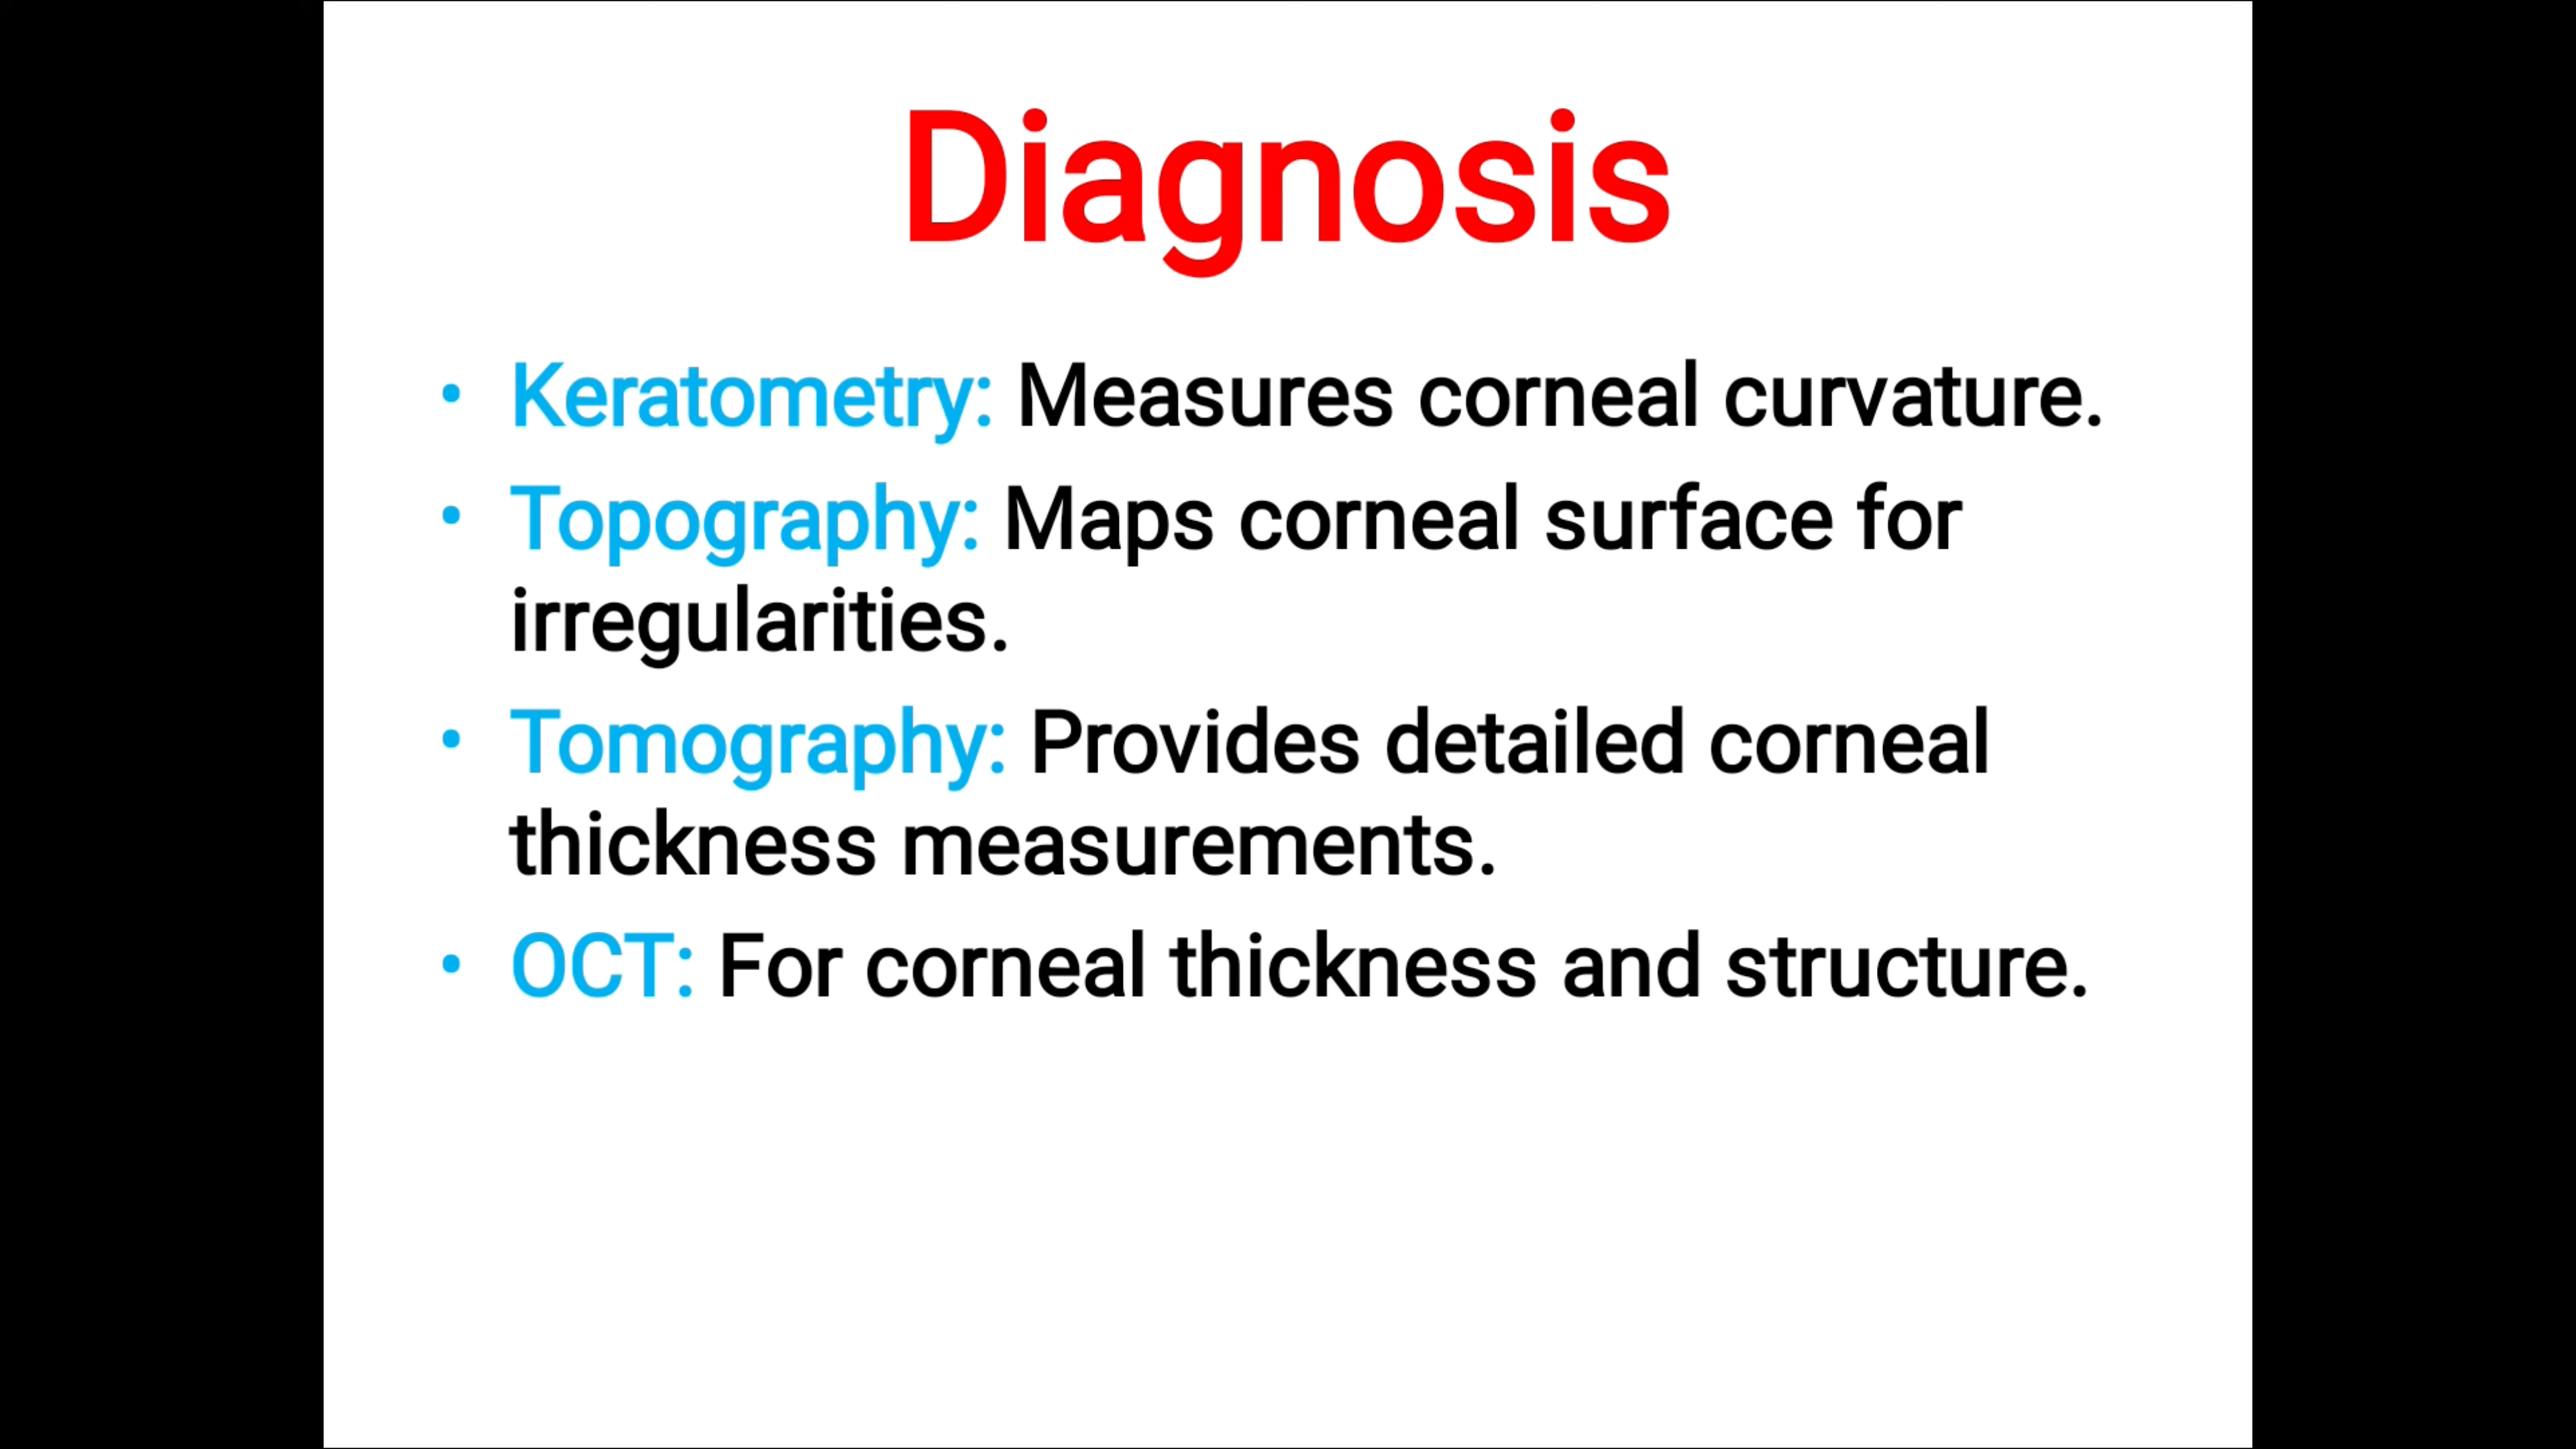 Diagnosis
• Keratometry: Measures corneal curvature.
• Topography: Maps corneal surface for
irregularities.
• Tomography: Provides detailed corneal
thickness measurements.
• OCT: For corneal thickness and structure.